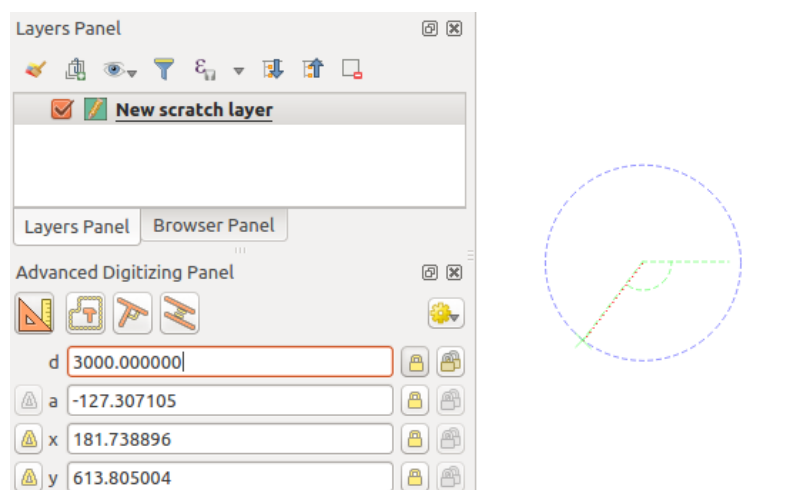 Layers Panel
New scratch layer
Layers Panel Browser Panel
Advanced Digitizing Panel
d 3000.000000
a -127.307105
x 181.738896
y 613.805004